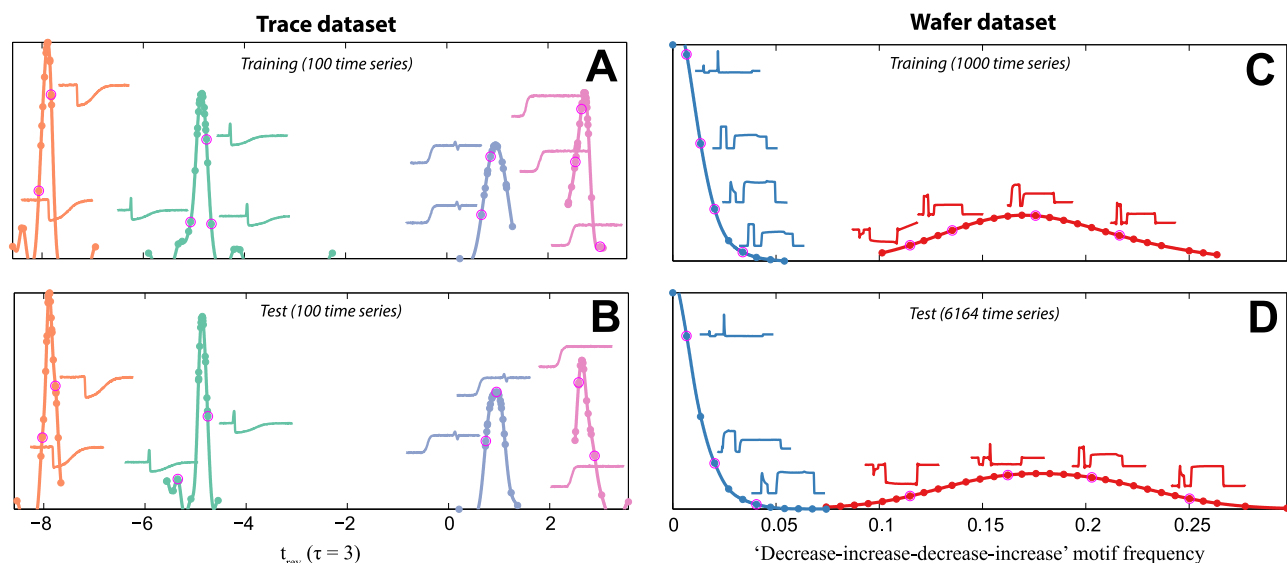 Trace dataset
Wafer dataset
Training (100 time series)
A
Training (1000 time series)
C
Test (100 time series)
B
Test (6164 time series)
D
−8 −6 −4 −2 0 2
0 0.05 0.1 0.15 0.2 0.25
t_rev (τ = 3)
‘Decrease-increase-decrease-increase’ motif frequency